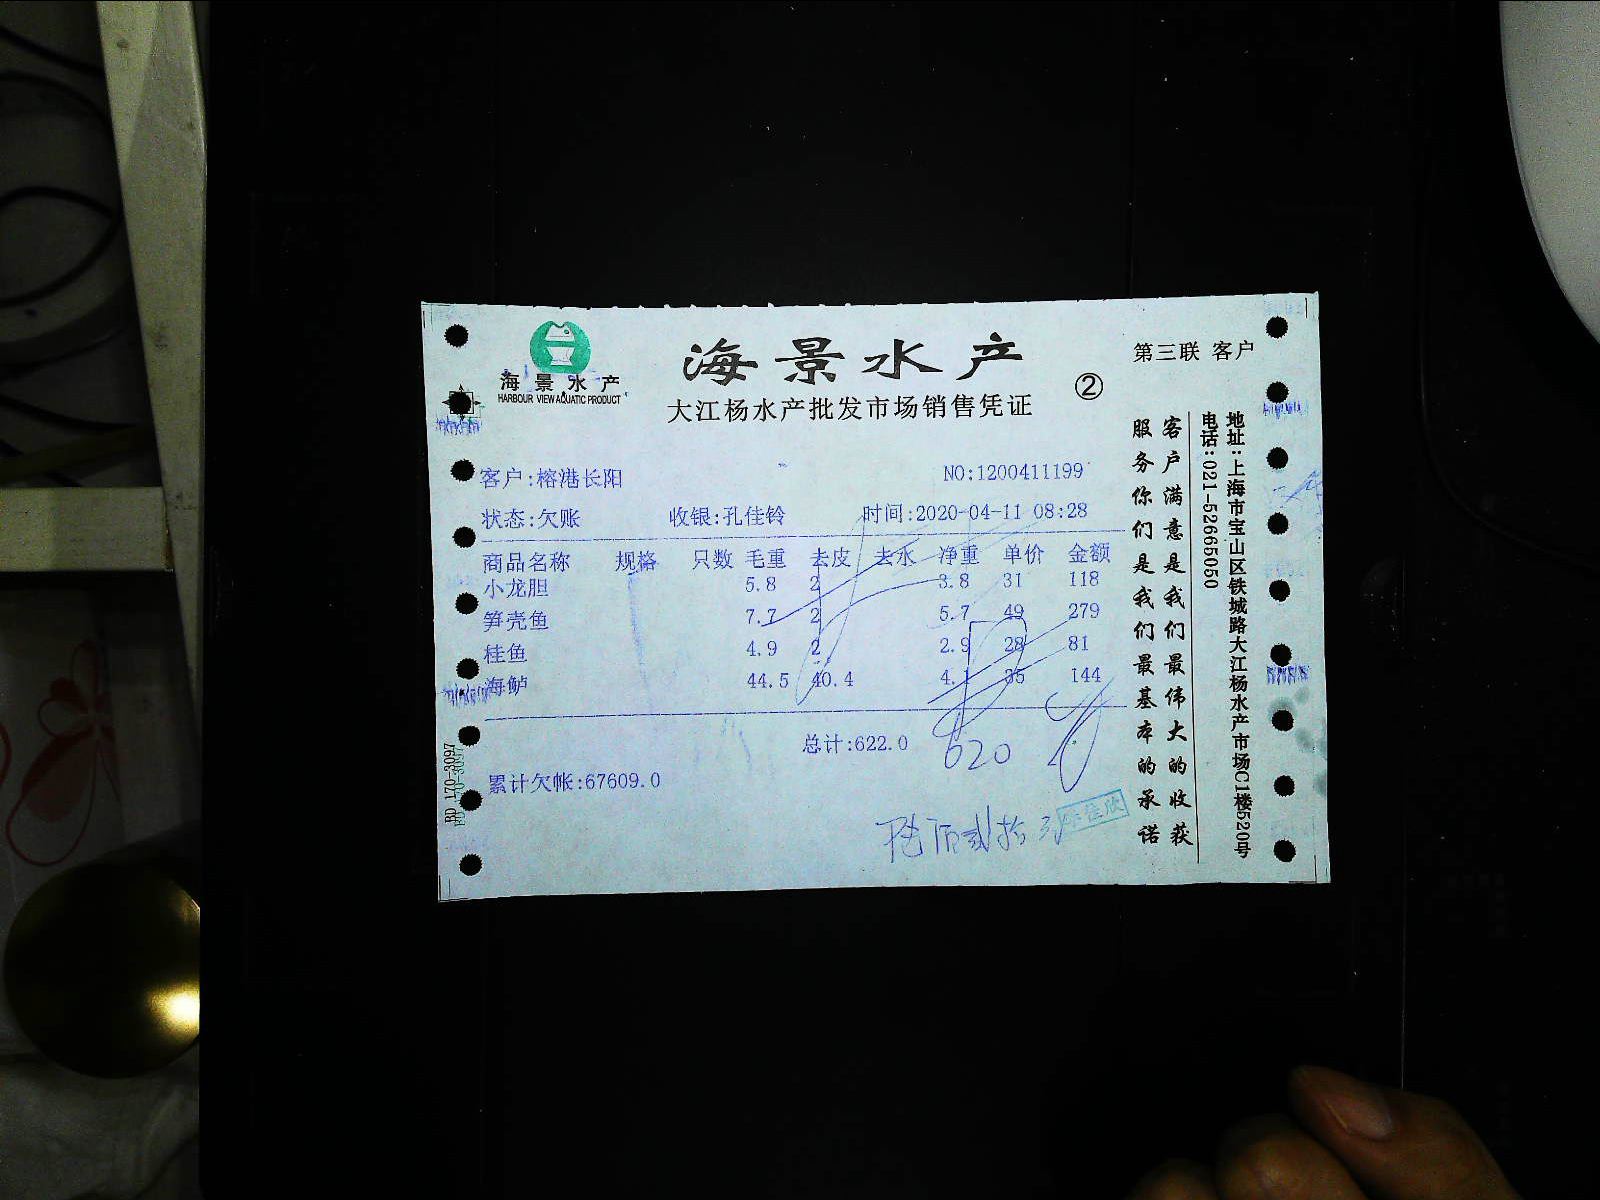 海景水产
HARBOUR VIEW AQUATIC PRODUCT
海景水产
大江杨水产批发市场销售凭证
②
第三联 客户
客户:榕港长阳 NO:1200411199
状态:欠账 收银:孔佳铃 时间:2020-04-11 08:28
商品名称 规格 只数 毛重 去皮 去水 净重 单价 金额
小龙胆 5.8 2 3.8 31 118
笋壳鱼 7.7 2 5.7 49 279
桂鱼 4.9 2 2.9 28 81
海鲈 44.5 40.4 4.1 35 144
总计:622.0
620
累计欠帐:67609.0
客户满意是我们最伟大的收获
服务你们是我们最基本的承诺
地址:上海市宝山区铁城路大江杨水产市场C1楼520号
电话:021-52665050
BD 170-3097